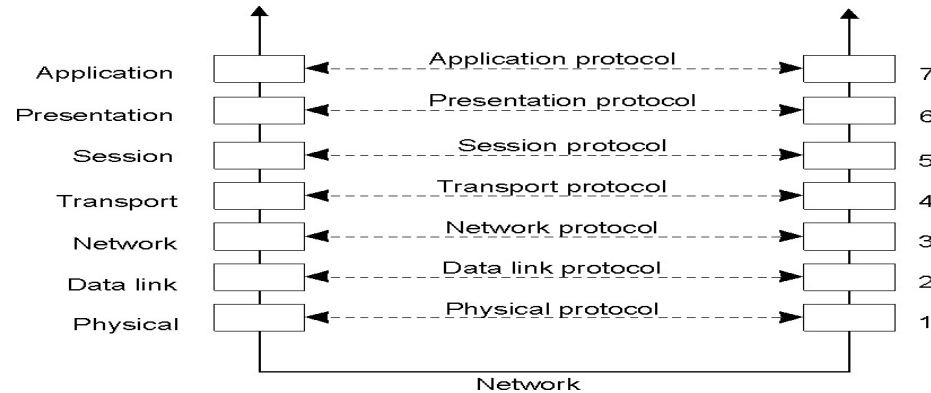 Application Application protocol 7
Presentation Presentation protocol 6
Session Session protocol 5
Transport Transport protocol 4
Network Network protocol 3
Data link Data link protocol 2
Physical Physical protocol 1
Network